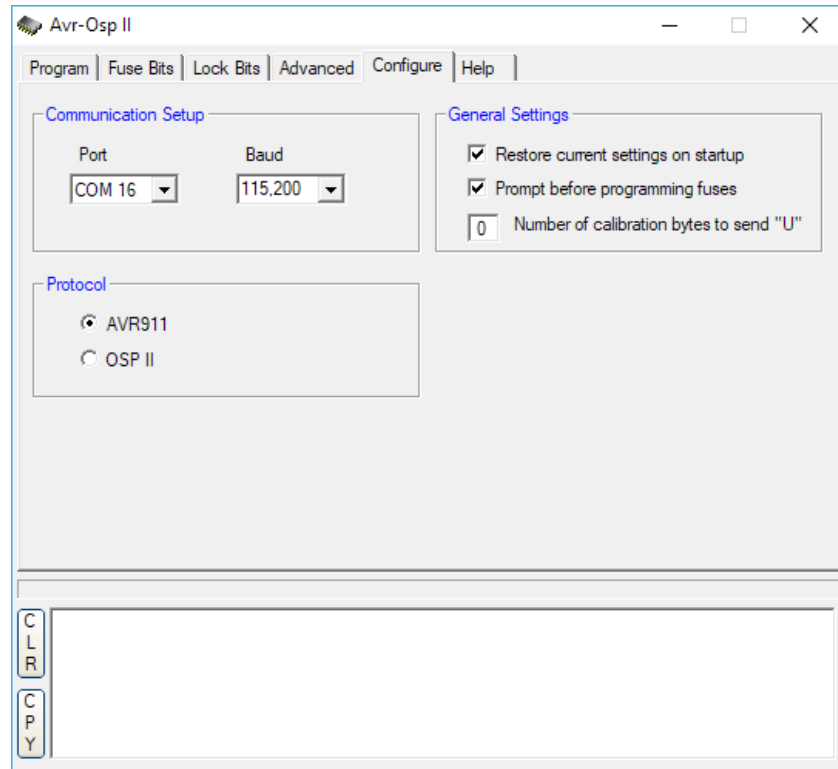 Avr-Osp II
Program Fuse Bits Lock Bits Advanced Configure Help
Communication Setup
Port Baud
COM 16 115,200
General Settings
Restore current settings on startup
Prompt before programming fuses
0 Number of calibration bytes to send "U"
Protocol
AVR911
OSP II
CLR
CPY